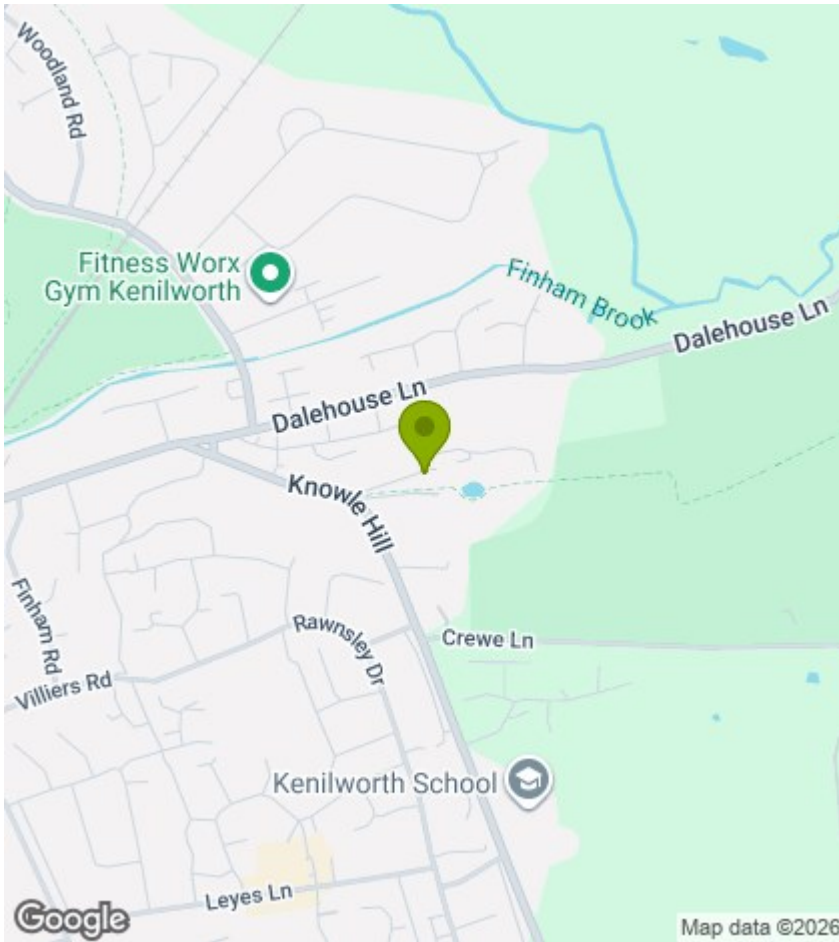 Woodland Rd
Fitness Worx
Gym Kenilworth
Finham Brook
Dalehouse Ln
Dalehouse Ln
Knowle Hill
Finham Rd
Rawnsley Dr
Crewe Ln
Villiers Rd
Kenilworth School
Leyes Ln
Google
Map data ©2026